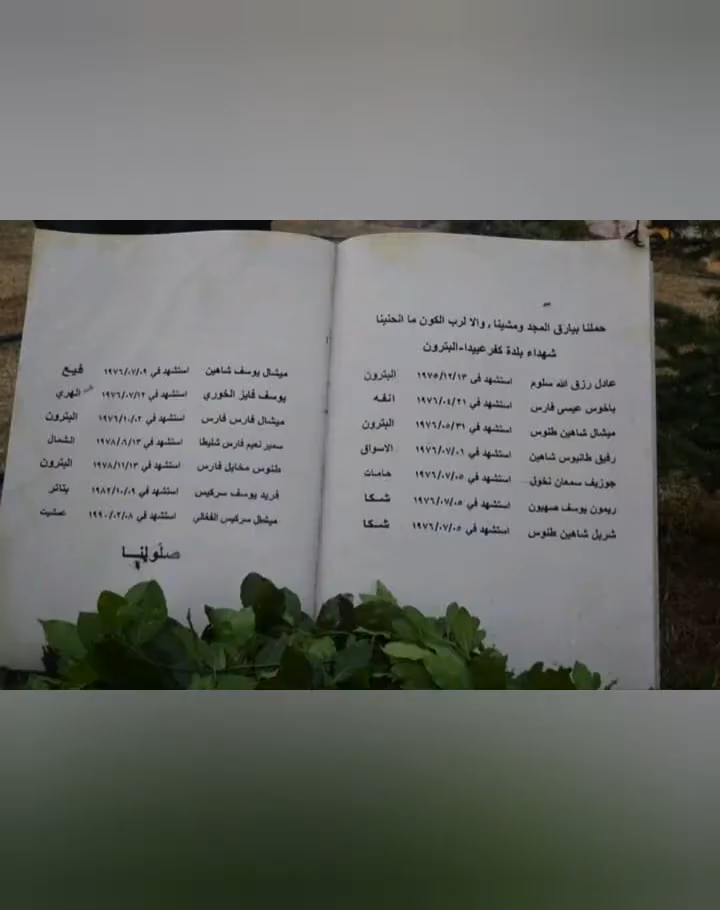 حملنا بيارق المجد ومشينا , والا لرب الكون ما انحنينا
شهداء بلدة كفرعبيدا-البترون
عادل رزق الله سلوم استشهد في ١٩٧٥/١٢/١٣ البترون
باخوس عيسى فارس استشهد في ١٩٧٦/٠٤/٢١ انفه
ميشال شاهين طنوس استشهد في ١٩٧٦/٠٥/٣١ البترون
رفيق طانيوس شاهين استشهد في ١٩٧٦/٠٧/٠٦ الاسواق
جوزيف سمعان نخول استشهد في ١٩٧٦/٠٧/٠٥ حامات
ريمون يوسف صهيون استشهد في ١٩٧٦/٠٧/٠٥ شكا
شربل شاهين طنوس استشهد في ١٩٧٦/٠٧/٠٥ شكا
ميشال يوسف شاهين استشهد في ١٩٧٦/٠٧/٠٩ فيع
يوسف فايز الخوري استشهد في ١٩٧٦/٠٧/١٢ الهري
ميشال فارس فارس استشهد في ١٩٧٦/١٠/٠٢ البترون
سمير نعيم فارس شليطا استشهد في ١٩٧٨/٦/١٣ الشمال
طنوس مخايل فارس استشهد في ١٩٧٨/١١/١٣ البترون
فريد يوسف سركيس استشهد في ١٩٨٢/١٠/٠٩ بتاتر
ميشال سركيس الفغالي استشهد في ١٩٩٠/٠٢/٠٨ عمشيت
صلّولنا